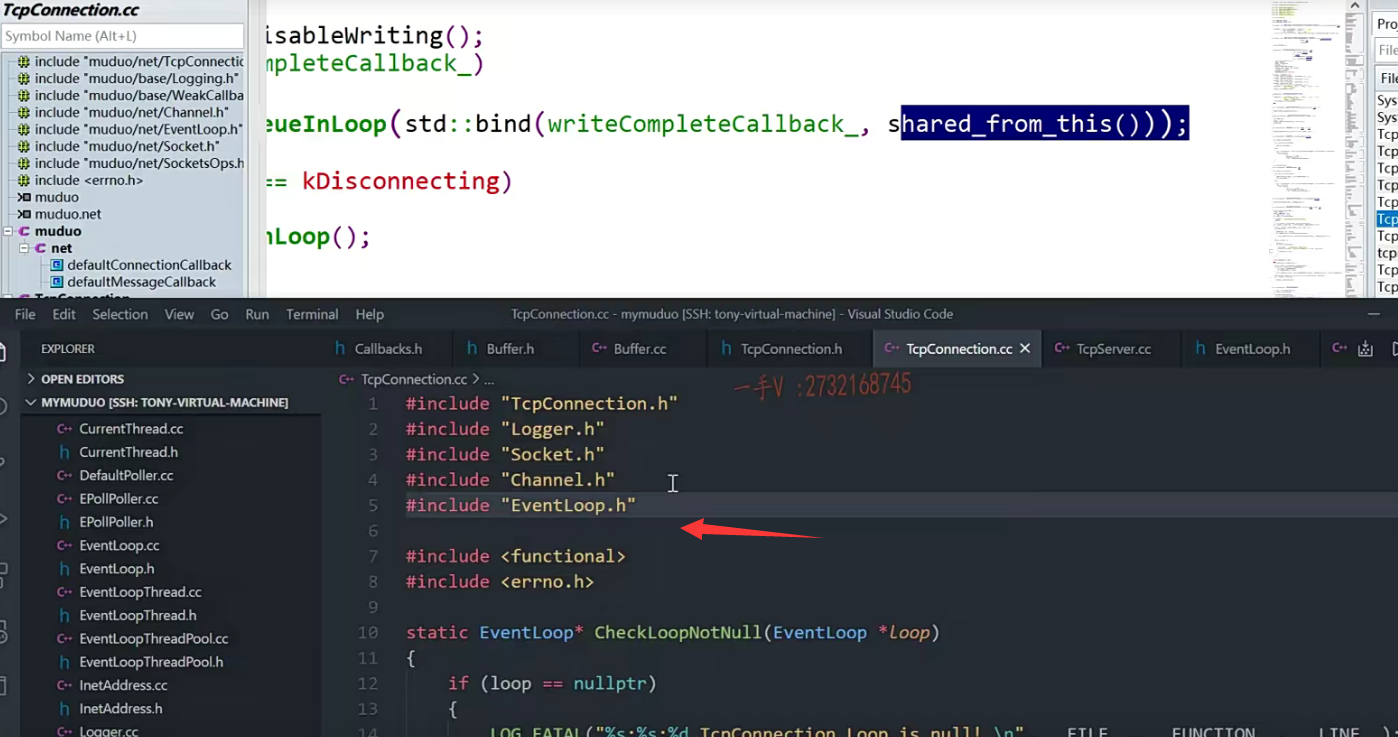 TcpConnection.cc
Symbol Name (Alt+L)
include "muduo/net/TcpConnectic
include "muduo/base/Logging.h"
include "muduo/base/WeakCallba
include "muduo/net/Channel.h"
include "muduo/net/EventLoop.h"
include "muduo/net/Socket.h"
include "muduo/net/SocketsOps.h
include <errno.h>
muduo
muduo.net
muduo
net
defaultConnectionCallback
defaultMessageCallback
TcpConnection
isableWriting();
mpleteCallback_)
eueInLoop(std::bind(writeCompleteCallback_, shared_from_this()));
== kDisconnecting)
nLoop();
Pro
File
File
Sys
Sys
Tcp
Tcp
Tcp
Tcp
Tcp
Tcp
Tcp
tcp
Tcp
Tcp
File Edit Selection View Go Run Terminal Help
TcpConnection.cc - mymuduo [SSH: tony-virtual-machine] - Visual Studio Code
EXPLORER
h Callbacks.h
h Buffer.h
C++ Buffer.cc
h TcpConnection.h
C++ TcpConnection.cc
C++ TcpServer.cc
h EventLoop.h
C++
OPEN EDITORS
MYMUDUO [SSH: TONY-VIRTUAL-MACHINE]
C++ CurrentThread.cc
h CurrentThread.h
C++ DefaultPoller.cc
C++ EPollPoller.cc
h EPollPoller.h
C++ EventLoop.cc
h EventLoop.h
C++ EventLoopThread.cc
h EventLoopThread.h
C++ EventLoopThreadPool.cc
h EventLoopThreadPool.h
C++ InetAddress.cc
h InetAddress.h
C++ Logger.cc
C++ TcpConnection.cc > ...
一手V :2732168745
1 #include "TcpConnection.h"
2 #include "Logger.h"
3 #include "Socket.h"
4 #include "Channel.h"
5 #include "EventLoop.h"
6
7 #include <functional>
8 #include <errno.h>
9
10 static EventLoop* CheckLoopNotNull(EventLoop *loop)
11 {
12 if (loop == nullptr)
13 {
14 LOG_FATAL("%s:%s:%d TcpConnection Loop is null! \n", __FILE__, __FUNCTION__, __LINE__)